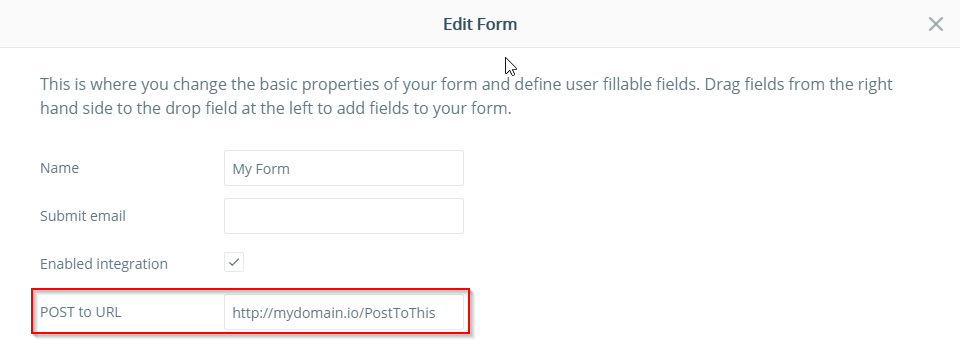 Edit Form
This is where you change the basic properties of your form and define user fillable fields. Drag fields from the right
hand side to the drop field at the left to add fields to your form.
Name
My Form
Submit email
Enabled integration
POST to URL
http://mydomain.io/PostToThis